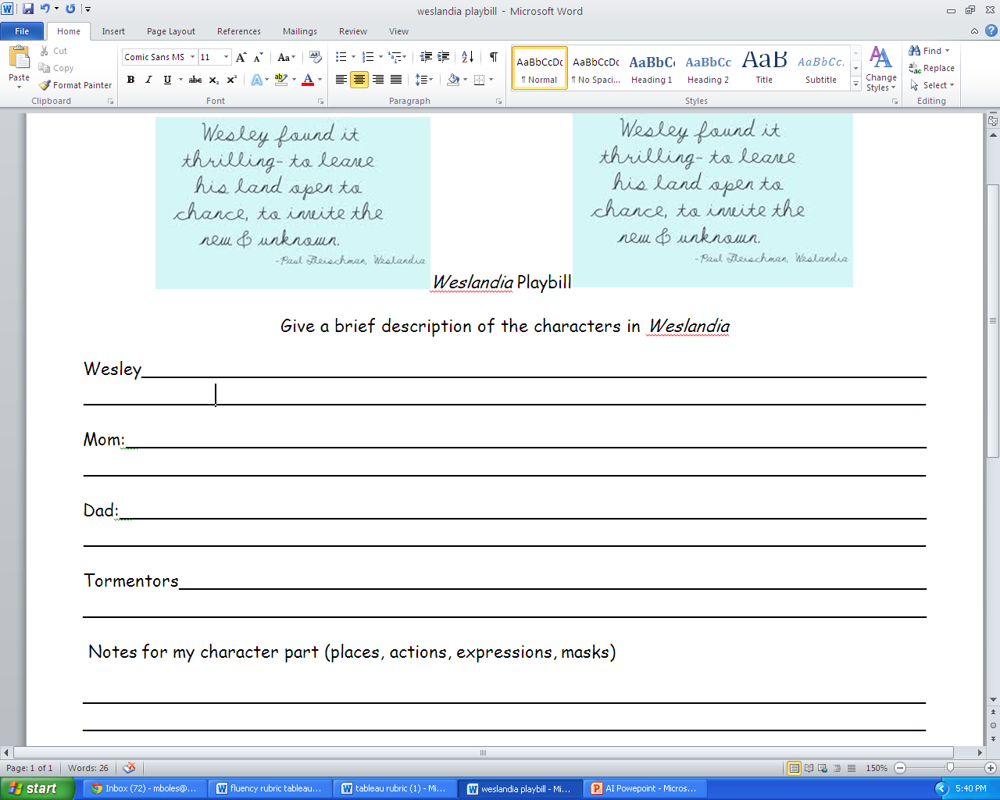 weslandia playbill - Microsoft Word
File Home Insert Page Layout References Mailings Review View
Paste
Cut
Copy
Format Painter
Clipboard
Comic Sans MS 11
Aa
B I U abc x₂ x² A ab A
Font
Paragraph
AaBbCcDc AaBbCcDc AaBbCc AaBbCc AaB AaBbCc.
¶ Normal ¶ No Spaci... Heading 1 Heading 2 Title Subtitle
Change Styles
Styles
Find
Replace
Select
Editing
Wesley found it
thrilling- to leave
his land open to
chance, to invite the
new & unknown.
-Paul Fleischman, Weslandia
Wesley found it
thrilling- to leave
his land open to
chance, to invite the
new & unknown.
-Paul Fleischman, Weslandia
Weslandia Playbill
Give a brief description of the characters in Weslandia
Wesley
Mom:
Dad:
Tormentors
Notes for my character part (places, actions, expressions, masks)
Page: 1 of 1 Words: 26 150%
start Inbox (72) - mboles@... fluency rubric tableau... tableau rubric (1) - Mi... weslandia playbill - Mi... AI Powepoint - Micros... 5:40 PM